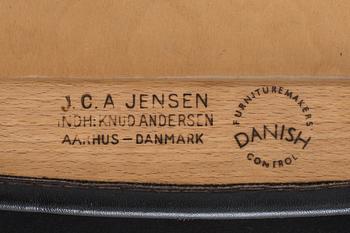 J.C.A JENSEN
INDH: KNUD ANDERSEN
AARHUS-DANMARK
FURNITUREMAKERS
DANISH
CONTROL